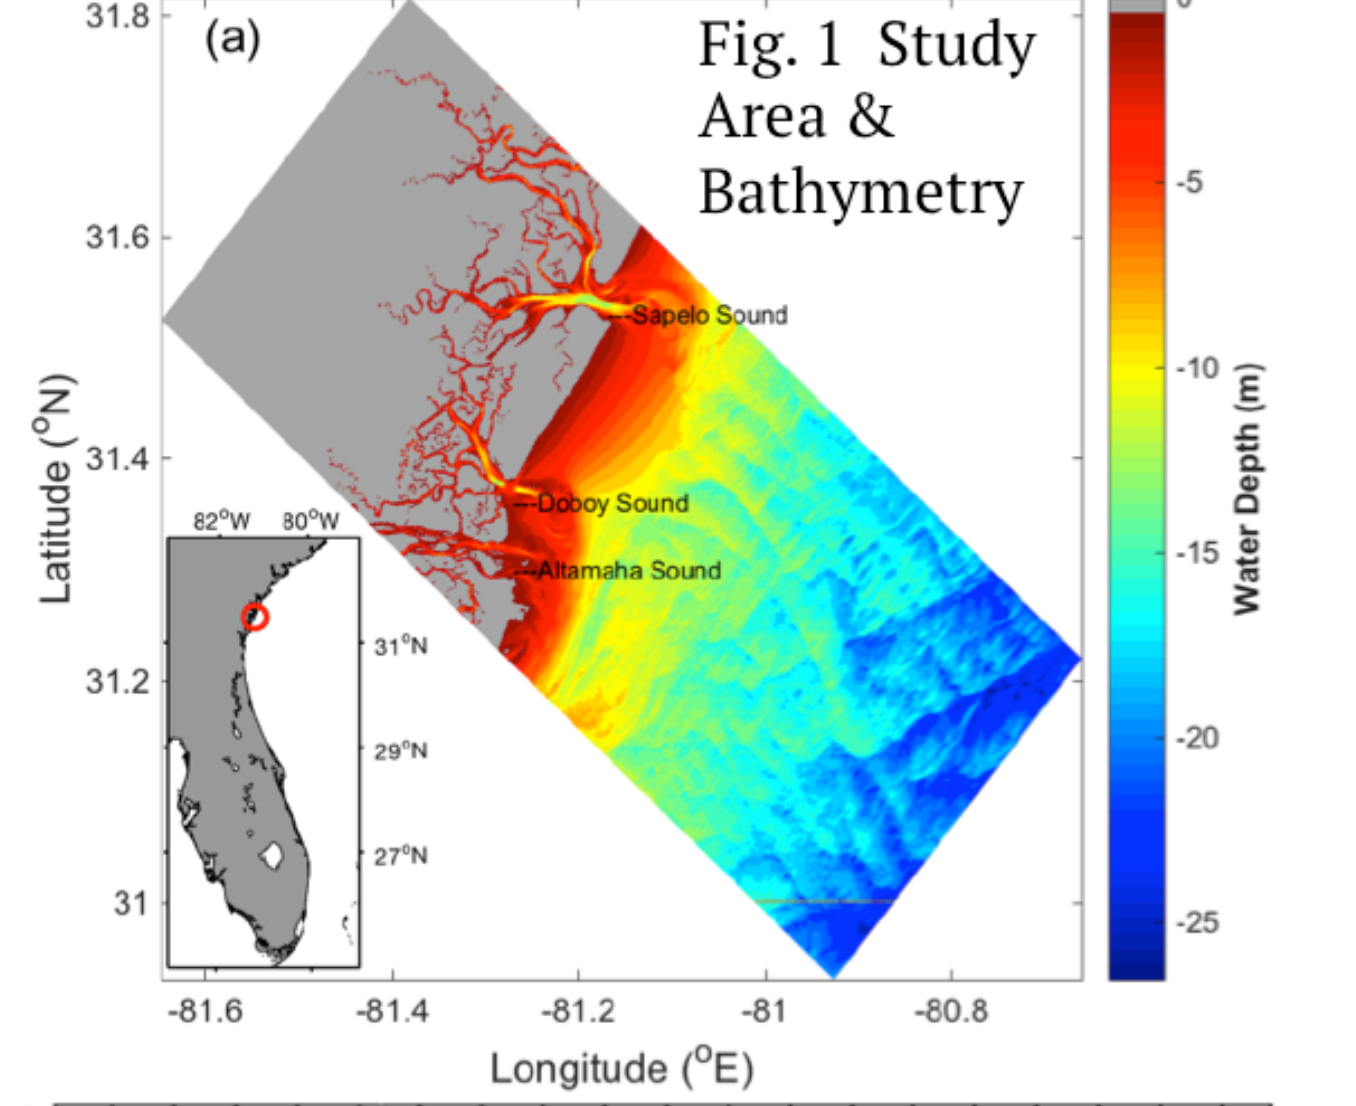 (a)
Fig. 1 Study
Area &
Bathymetry
31.8
31.6
31.4
31.2
31
Latitude (°N)
---Sapelo Sound
---Doboy Sound
---Altamaha Sound
82°W 80°W
31°N
29°N
27°N
-81.6 -81.4 -81.2 -81 -80.8
Longitude (°E)
0
-5
-10
-15
-20
-25
Water Depth (m)